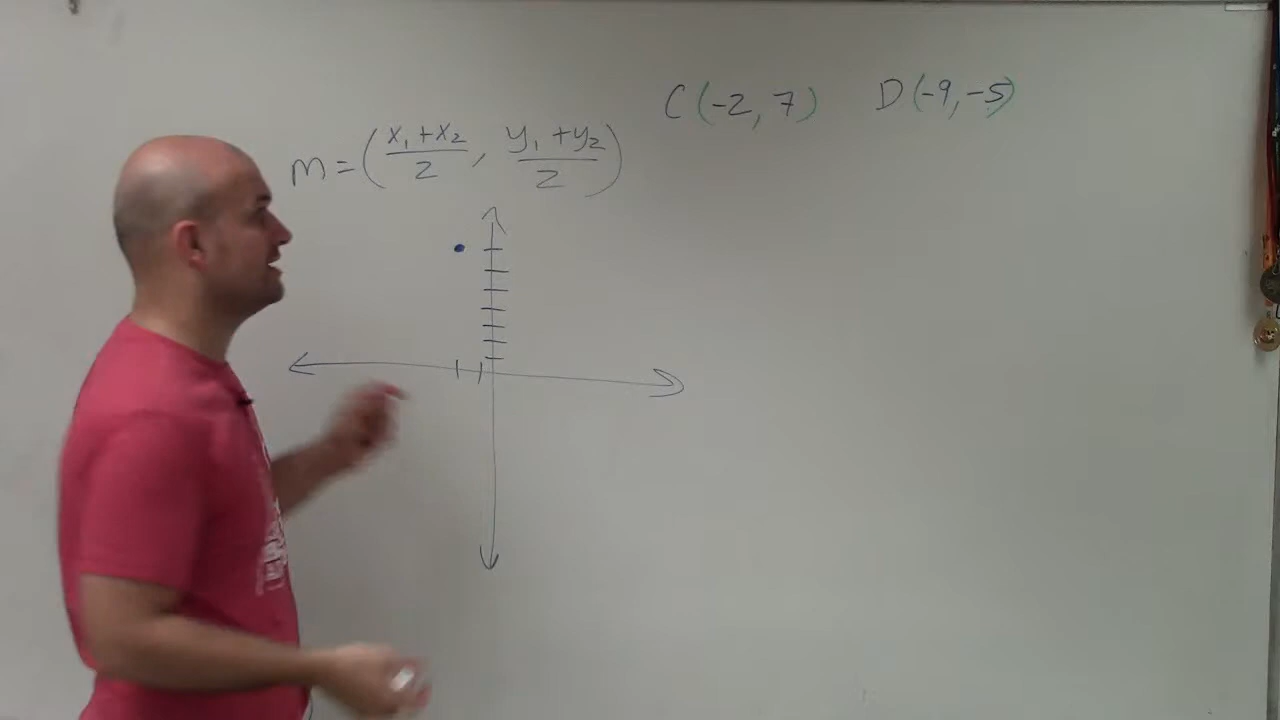 C(-2, 7) D(-9, -5)
m = (x₁ + x₂ / 2, y₁ + y₂ / 2)